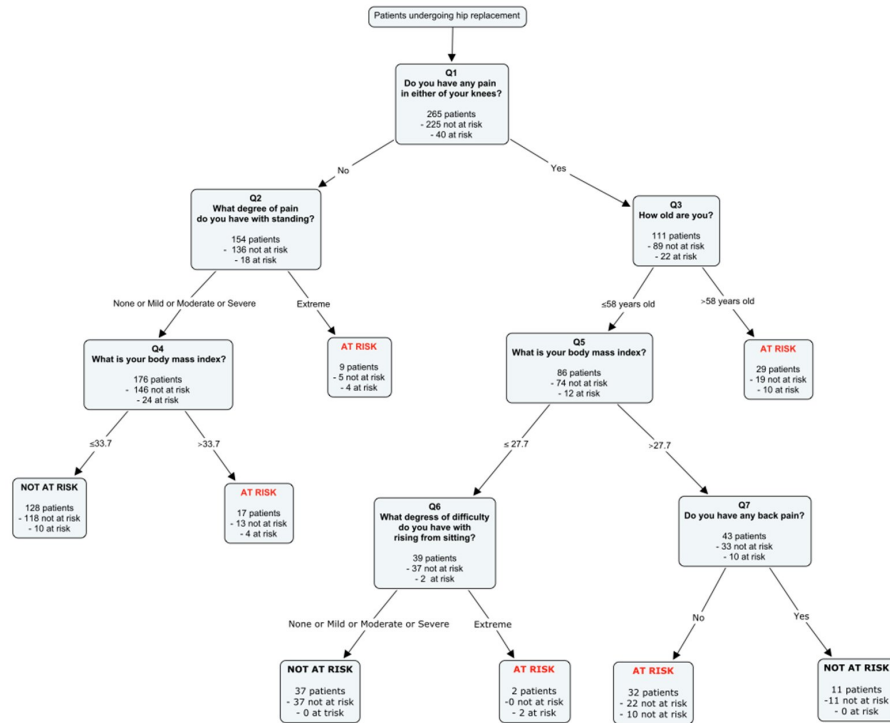 Patients undergoing hip replacement
Q1
Do you have any pain
in either of your knees?
265 patients
- 225 not at risk
- 40 at risk
No
Yes
Q2
What degree of pain
do you have with standing?
154 patients
- 136 not at risk
- 18 at risk
Q3
How old are you?
111 patients
- 89 not at risk
- 22 at risk
None or Mild or Moderate or Severe
Extreme
≤58 years old
>58 years old
Q4
What is your body mass index?
176 patients
- 146 not at risk
- 24 at risk
AT RISK
9 patients
- 5 not at risk
- 4 at risk
Q5
What is your body mass index?
86 patients
- 74 not at risk
- 12 at risk
AT RISK
29 patients
- 19 not at risk
- 10 at risk
≤33.7
>33.7
≤ 27.7
>27.7
NOT AT RISK
128 patients
- 118 not at risk
- 10 at risk
AT RISK
17 patients
- 13 not at risk
- 4 at risk
Q6
What degress of difficulty
do you have with
rising from sitting?
39 patients
- 37 not at risk
- 2 at risk
Q7
Do you have any back pain?
43 patients
- 33 not at risk
- 10 at risk
None or Mild or Moderate or Severe
Extreme
No
Yes
NOT AT RISK
37 patients
- 37 not at risk
- 0 at trisk
AT RISK
2 patients
-0 not at risk
- 2 at risk
AT RISK
32 patients
- 22 not at risk
- 10 not at risk
NOT AT RISK
11 patients
-11 not at risk
- 0 at risk